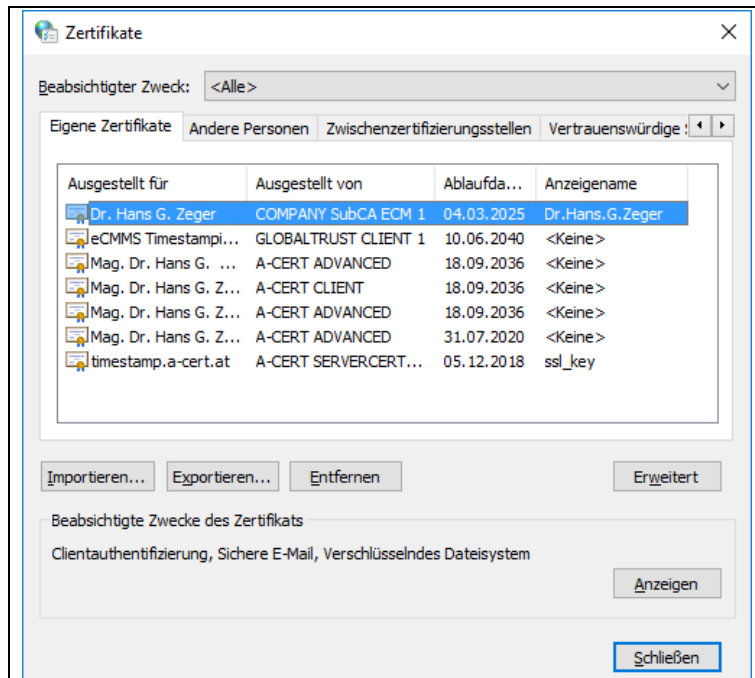 Zertifikate
Beabsichtigter Zweck: <Alle>
Eigene Zertifikate Andere Personen Zwischenzertifizierungsstellen Vertrauenswürdige
Ausgestellt für Ausgestellt von Ablaufda... Anzeigename
Dr. Hans G. Zeger COMPANY SubCA ECM 1 04.03.2025 Dr.Hans.G.Zeger
eCMMS Timestampi... GLOBALTRUST CLIENT 1 10.06.2040 <Keine>
Mag. Dr. Hans G. ... A-CERT ADVANCED 18.09.2036 <Keine>
Mag. Dr. Hans G. Z... A-CERT CLIENT 18.09.2036 <Keine>
Mag. Dr. Hans G. Z... A-CERT ADVANCED 18.09.2036 <Keine>
Mag. Dr. Hans G. Z... A-CERT ADVANCED 31.07.2020 <Keine>
timestamp.a-cert.at A-CERT SERVERCERT... 05.12.2018 ssl_key
Importieren... Exportieren... Entfernen Erweitert
Beabsichtigte Zwecke des Zertifikats
Clientauthentifizierung, Sichere E-Mail, Verschlüsselndes Dateisystem
Anzeigen
Schließen